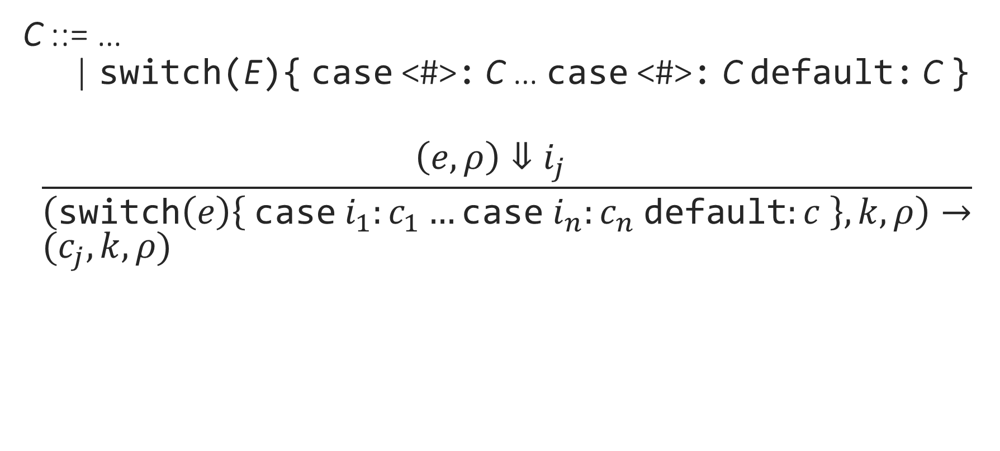 C ::= ...
| switch(E){ case <#>: C ... case <#>: C default: C }
(e, ρ) ⇓ i_j
(switch(e){ case i_1: c_1 ... case i_n: c_n default: c }, k, ρ) →
(c_j, k, ρ)